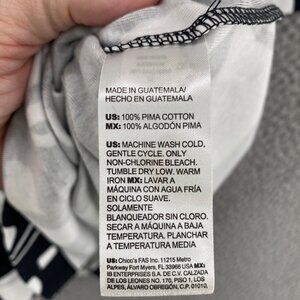 MADE IN GUATEMALA/
HECHO EN GUATEMALA
US: 100% PIMA COTTON
MX: 100% ALGODÓN PIMA
US: MACHINE WASH COLD,
GENTLE CYCLE. ONLY
NON-CHLORINE BLEACH.
TUMBLE DRY LOW. WARM
IRON MX: LAVAR A
MÁQUINA CON AGUA FRÍA
EN CICLO SUAVE.
SOLAMENTE
BLANQUEADOR SIN CLORO.
SECAR A MÁQUINA A BAJA
TEMPERATURA. PLANCHAR
A TEMPERATURA MEDIA
US: Chico's FAS Inc. 11215 Metro
Parkway Fort Myers, FL 33966 USA MX:
IB ENTERPRISES S.A. DE C.V. CALZADA
DE LOS LEONES NO. 170, PISO 1, LOS
ALPES, ÁLVARO OBREGÓN, C.P. 01010,